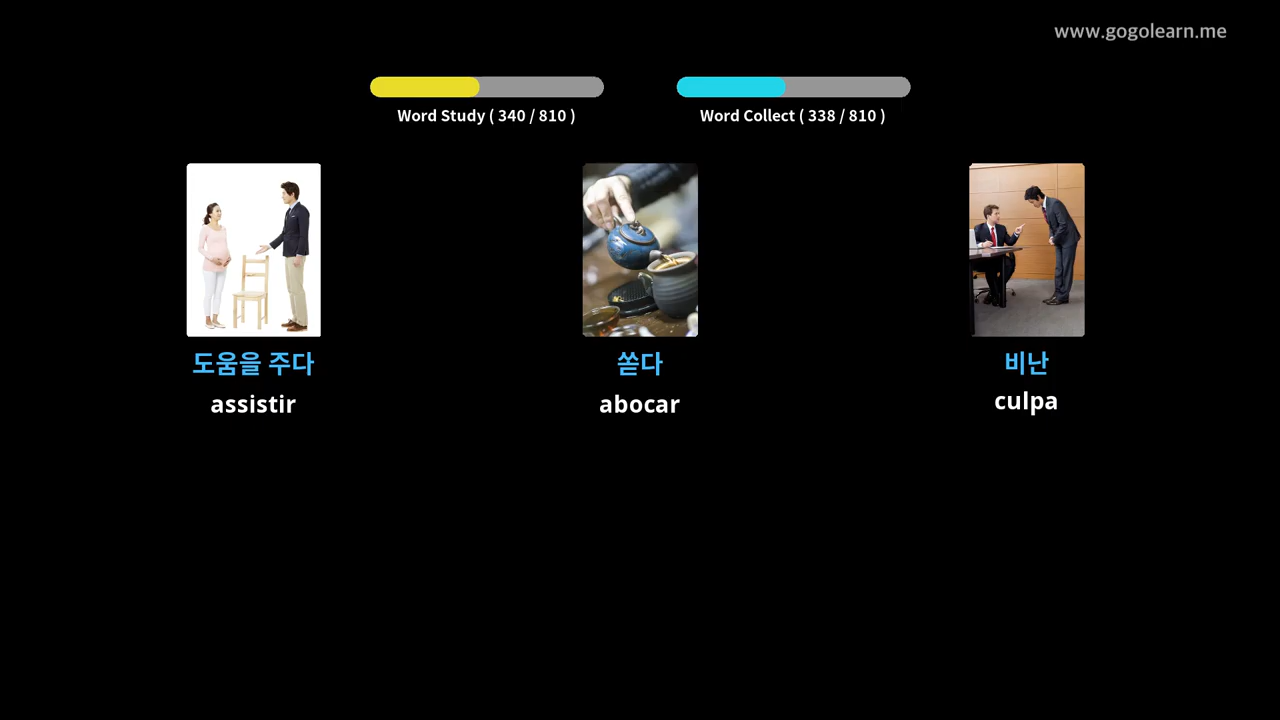 www.gogolearn.me
Word Study ( 340 / 810 )
Word Collect ( 338 / 810 )
도움을 주다
쏟다
비난
assistir
abocar
culpa